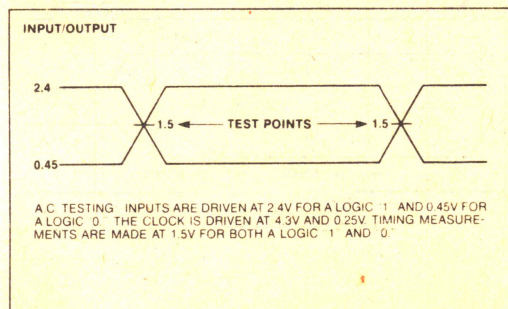 INPUT/OUTPUT
2.4
1.5 TEST POINTS 1.5
0.45
A.C. TESTING INPUTS ARE DRIVEN AT 2.4V FOR A LOGIC "1" AND 0.45V FOR
A LOGIC "0." THE CLOCK IS DRIVEN AT 4.3V AND 0.25V. TIMING MEASURE-
MENTS ARE MADE AT 1.5V FOR BOTH A LOGIC "1" AND "0."